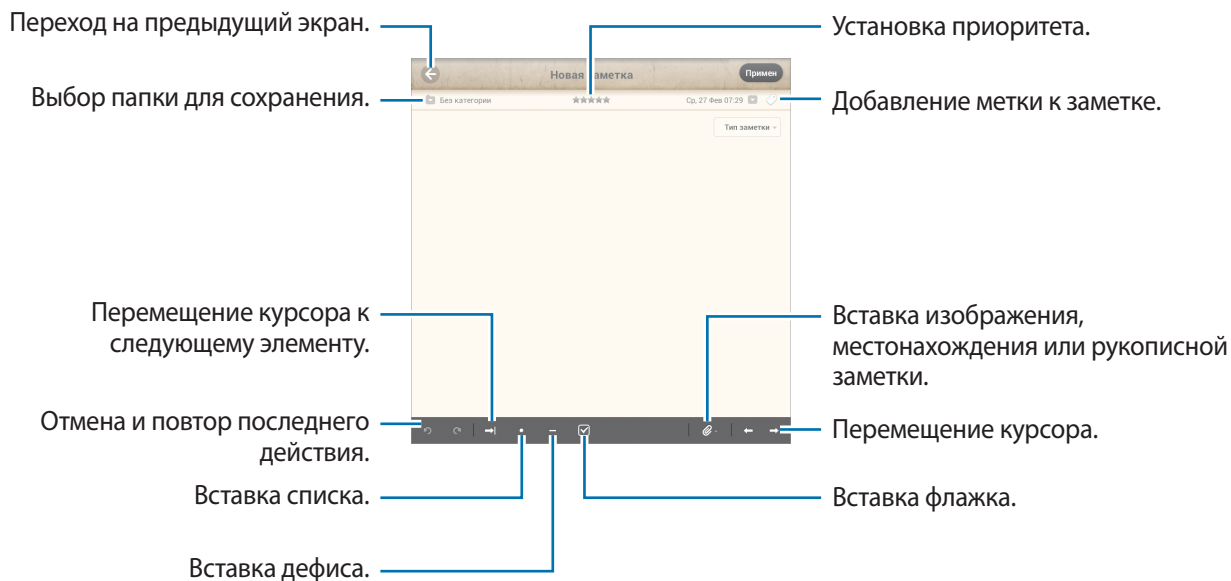 Переход на предыдущий экран.
Установка приоритета.
Новая заметка
Примен
Выбор папки для сохранения.
Без категории
Ср, 27 Фев 07:29
Добавление метки к заметке.
Тип заметки
Перемещение курсора к
следующему элементу.
Вставка изображения,
местонахождения или рукописной
заметки.
Отмена и повтор последнего
действия.
Перемещение курсора.
Вставка списка.
Вставка флажка.
Вставка дефиса.